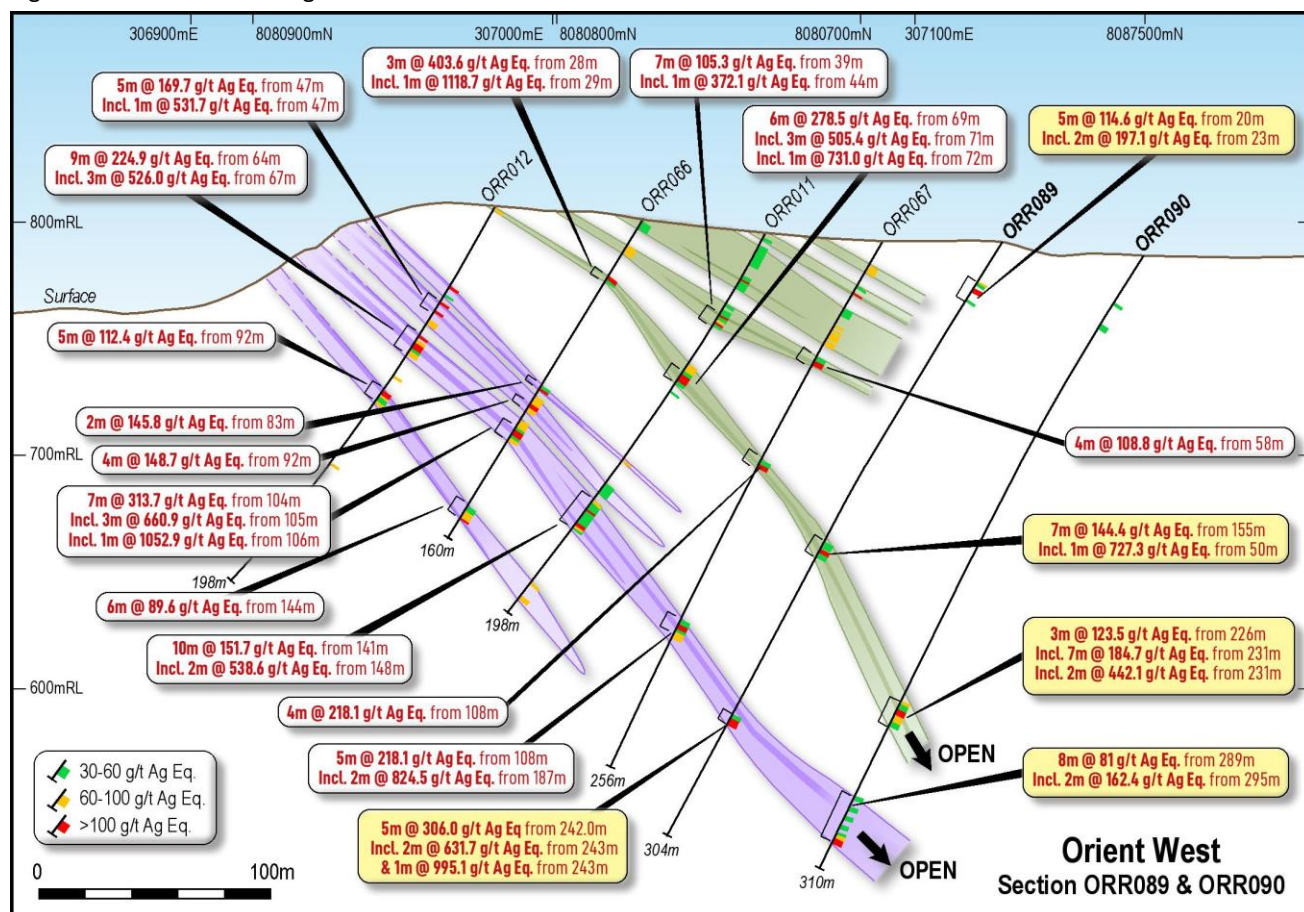 306900mE
8080900mN
307000mE
8080800mN
8080700mN
307100mE
8087500mN
3m @ 403.6 g/t Ag Eq. from 28m
Incl. 1m @ 1118.7 g/t Ag Eq. from 29m
7m @ 105.3 g/t Ag Eq. from 39m
Incl. 1m @ 372.1 g/t Ag Eq. from 44m
5m @ 169.7 g/t Ag Eq. from 47m
Incl. 1m @ 531.7 g/t Ag Eq. from 47m
6m @ 278.5 g/t Ag Eq. from 69m
Incl. 3m @ 505.4 g/t Ag Eq. from 71m
Incl. 1m @ 731.0 g/t Ag Eq. from 72m
5m @ 114.6 g/t Ag Eq. from 20m
Incl. 2m @ 197.1 g/t Ag Eq. from 23m
9m @ 224.9 g/t Ag Eq. from 64m
Incl. 3m @ 526.0 g/t Ag Eq. from 67m
ORR012
ORR066
ORR011
ORR067
ORR089
ORR090
800mRL
Surface
5m @ 112.4 g/t Ag Eq. from 92m
2m @ 145.8 g/t Ag Eq. from 83m
4m @ 108.8 g/t Ag Eq. from 58m
700mRL
4m @ 148.7 g/t Ag Eq. from 92m
7m @ 313.7 g/t Ag Eq. from 104m
Incl. 3m @ 660.9 g/t Ag Eq. from 105m
Incl. 1m @ 1052.9 g/t Ag Eq. from 106m
7m @ 144.4 g/t Ag Eq. from 155m
Incl. 1m @ 727.3 g/t Ag Eq. from 50m
160m
198m
6m @ 89.6 g/t Ag Eq. from 144m
198m
10m @ 151.7 g/t Ag Eq. from 141m
Incl. 2m @ 538.6 g/t Ag Eq. from 148m
3m @ 123.5 g/t Ag Eq. from 226m
Incl. 7m @ 184.7 g/t Ag Eq. from 231m
Incl. 2m @ 442.1 g/t Ag Eq. from 231m
600mRL
4m @ 218.1 g/t Ag Eq. from 108m
5m @ 218.1 g/t Ag Eq. from 108m
Incl. 2m @ 824.5 g/t Ag Eq. from 187m
256m
OPEN
8m @ 81 g/t Ag Eq. from 289m
Incl. 2m @ 162.4 g/t Ag Eq. from 295m
30-60 g/t Ag Eq.
60-100 g/t Ag Eq.
>100 g/t Ag Eq.
5m @ 306.0 g/t Ag Eq from 242.0m
Incl. 2m @ 631.7 g/t Ag Eq. from 243m
& 1m @ 995.1 g/t Ag Eq. from 243m
304m
310m
OPEN
0
100m
Orient West
Section ORR089 & ORR090